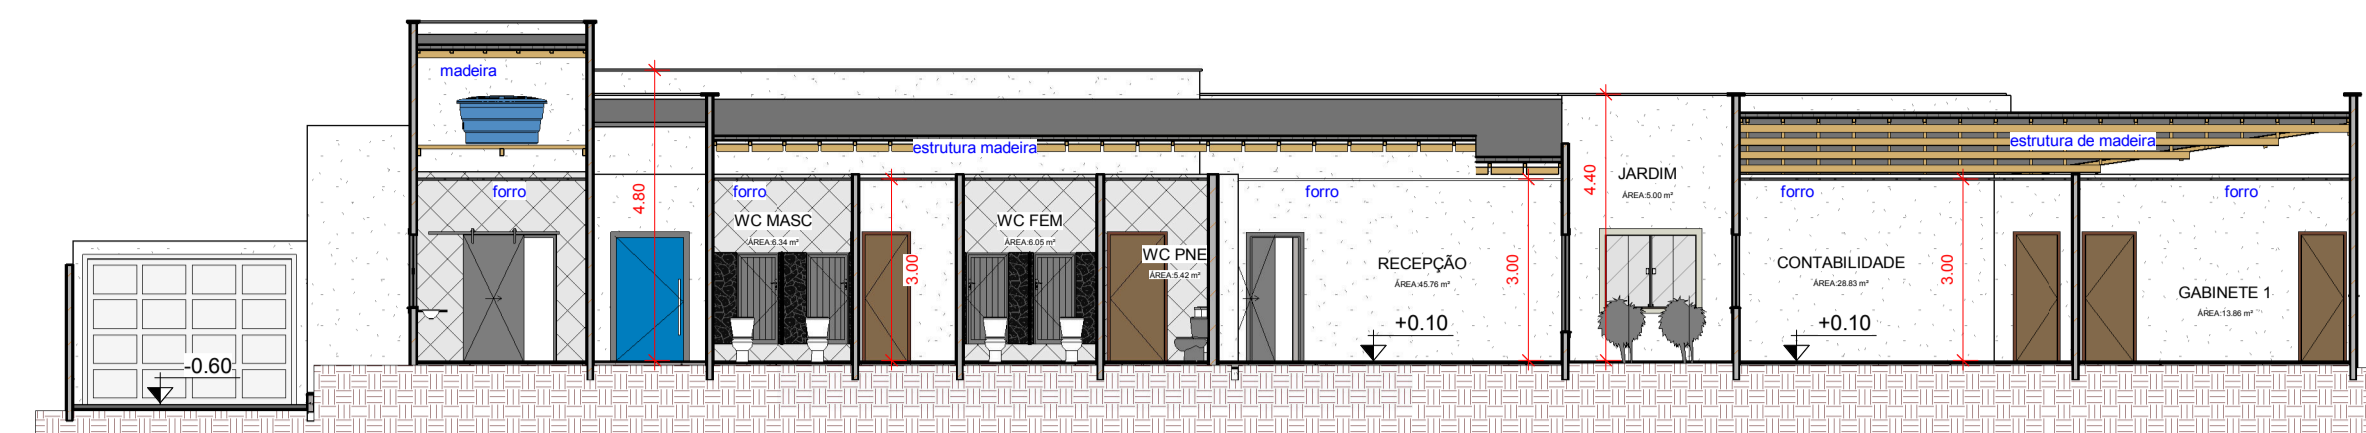 madeira
estrutura madeira
estrutura de madeira
forro
forro
forro
forro
forro
4.80
4.40
JARDIM
ÁREA:5.00 m²
WC MASC
ÁREA:6.34 m²
3.00
WC FEM
ÁREA:6.05 m²
WC PNE
ÁREA:5.42 m²
RECEPÇÃO
ÁREA:45.76 m²
3.00
+0.10
CONTABILIDADE
ÁREA:28.83 m²
3.00
+0.10
GABINETE 1
ÁREA:13.86 m²
-0.60